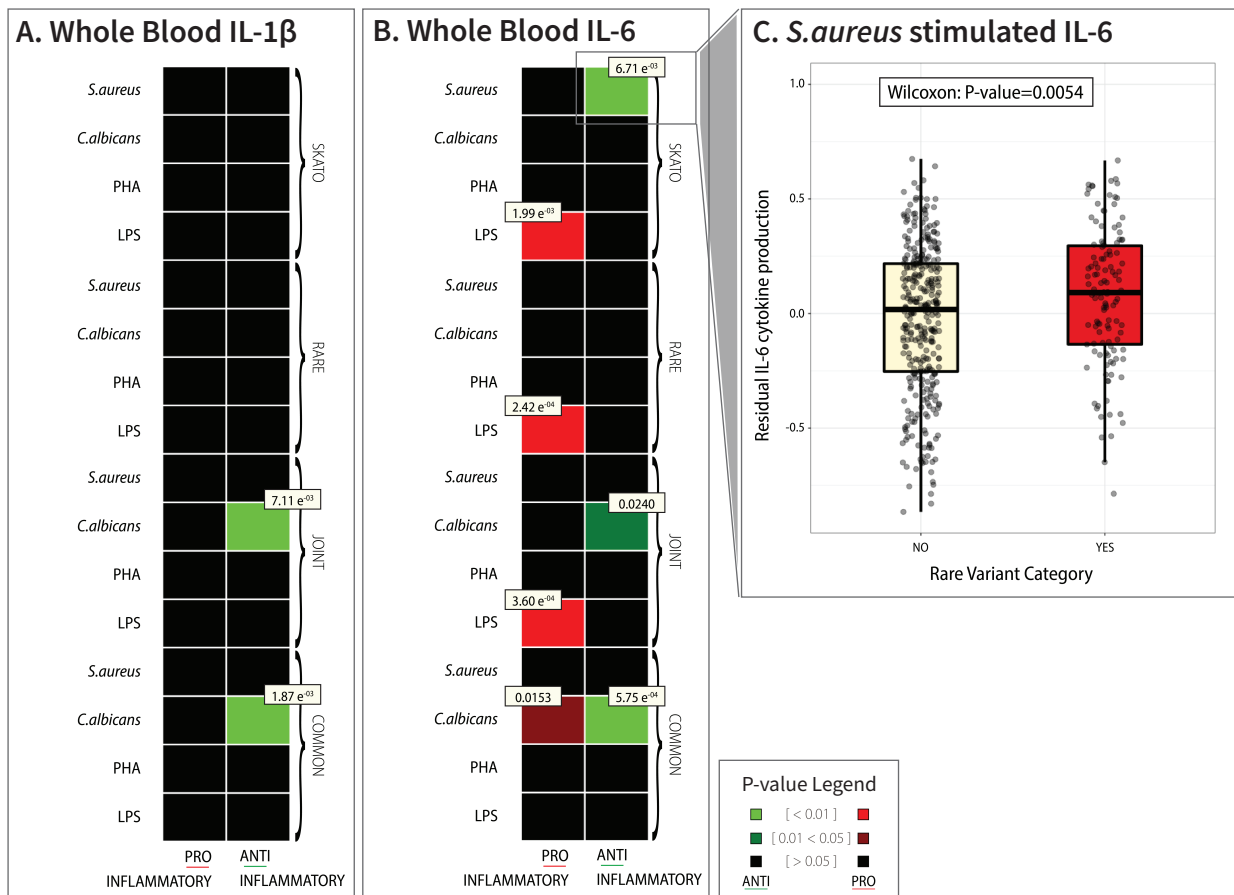 A. Whole Blood IL-1β
S.aureus
C.albicans
PHA
LPS
SKATO
S.aureus
C.albicans
PHA
LPS
RARE
S.aureus
7.11 e-03
C.albicans
PHA
LPS
JOINT
S.aureus
1.87 e-03
C.albicans
PHA
LPS
COMMON
PRO ANTI
INFLAMMATORY INFLAMMATORY
B. Whole Blood IL-6
6.71 e-03
S.aureus
C.albicans
PHA
1.99 e-03
LPS
SKATO
S.aureus
C.albicans
PHA
2.42 e-04
LPS
RARE
S.aureus
0.0240
C.albicans
PHA
3.60 e-04
LPS
JOINT
S.aureus
0.0153 5.75 e-04
C.albicans
PHA
LPS
COMMON
PRO ANTI
INFLAMMATORY INFLAMMATORY
C. S.aureus stimulated IL-6
Wilcoxon: P-value=0.0054
Residual IL-6 cytokine production
1.0
0.5
0.0
-0.5
NO YES
Rare Variant Category
P-value Legend
[ < 0.01 ]
[ 0.01 < 0.05 ]
[ > 0.05 ]
ANTI PRO